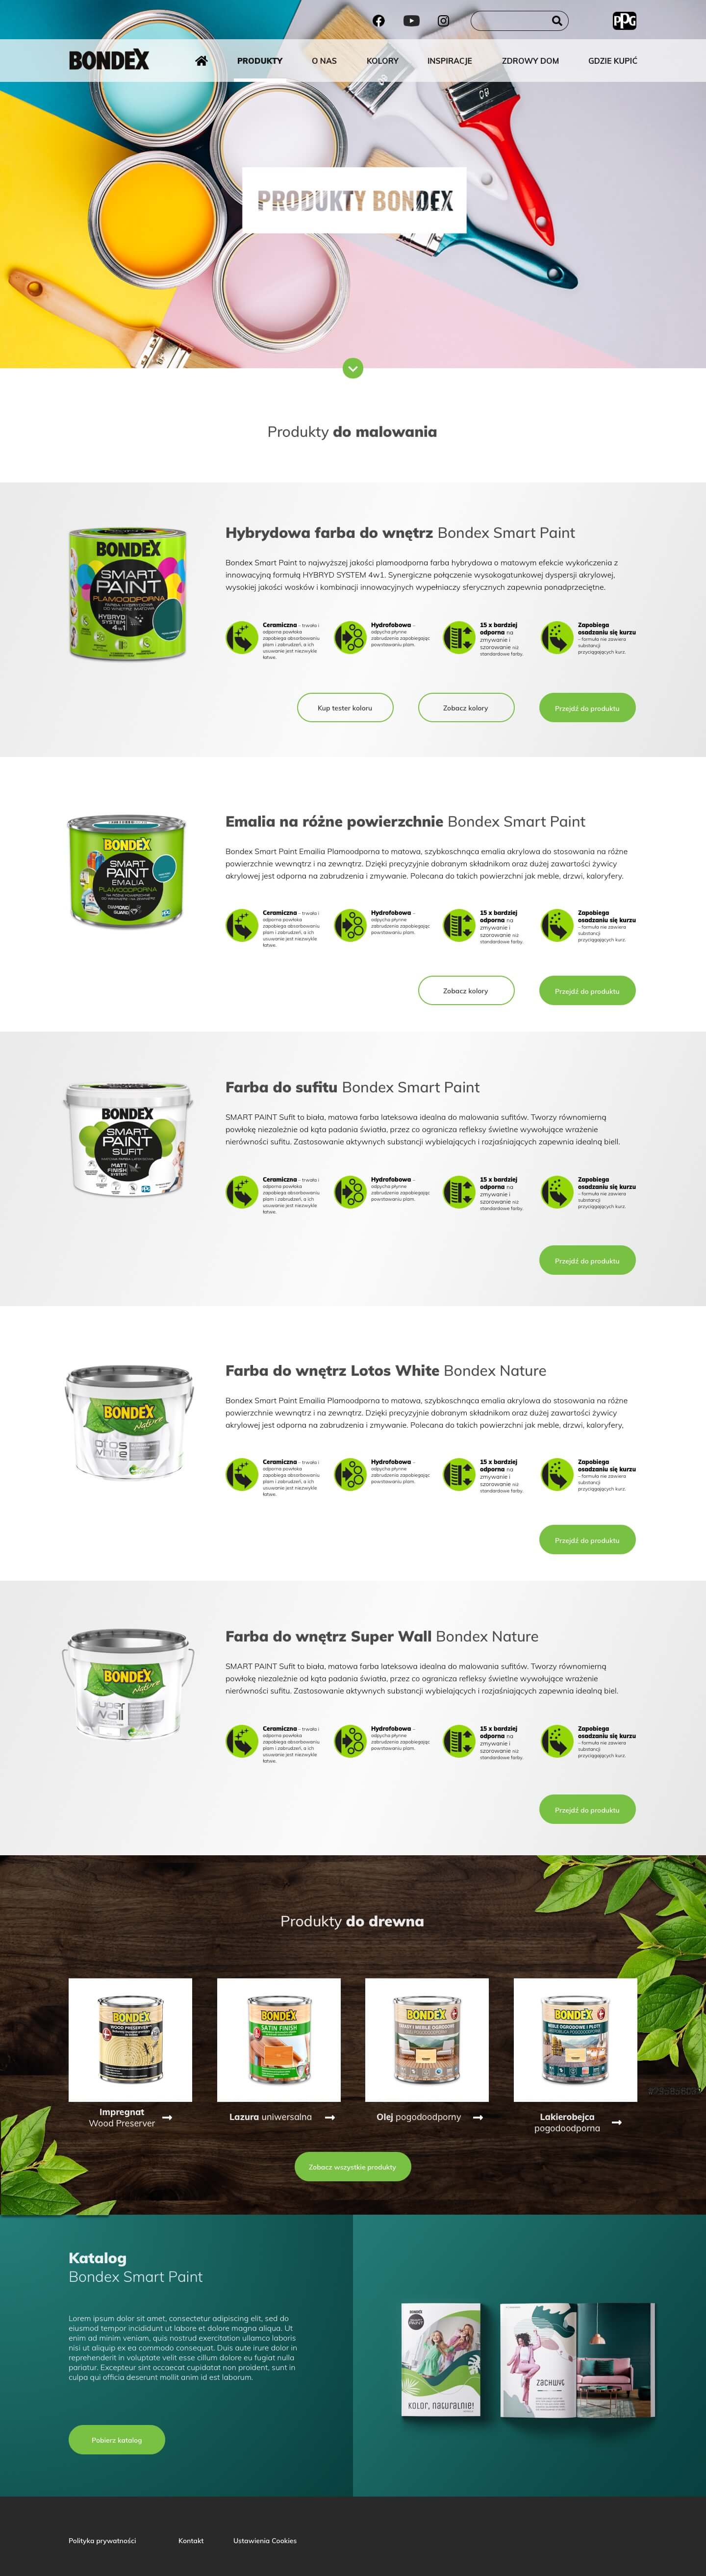 PPG
BONDEX
PRODUKTY
O NAS
KOLORY
INSPIRACJE
ZDROWY DOM
GDZIE KUPIĆ
PRODUKTY BONDEX
Produkty do malowania
BONDEX
SMART
PAINT
PLAMOODPORNA
HYBRYD
SYSTEM
4w1
Hybrydowa farba do wnętrz Bondex Smart Paint
Bondex Smart Paint to najwyższej jakości plamoodporna farba hybrydowa o matowym efekcie wykończenia z
innowacyjną formułą HYBRYD SYSTEM 4w1. Synergiczne połączenie wysokogatunkowej dyspersji akrylowej,
wysokiej jakości wosków i kombinacji innowacyjnych wypełniaczy sferycznych zapewnia ponadprzeciętne.
Ceramiczna - trwała i
odporna powłoka
zapobiega absorbowaniu
plam i zabrudzeń, a ich
usuwanie jest niezwykle
łatwe.
Hydrofobowa -
odpycha płynne
zabrudzenia zapobiegając
powstawaniu plam.
15 x bardziej
odporna na
zmywanie i
szorowanie niż
standardowe farby.
Zapobiega
osadzaniu się kurzu
- formuła nie zawiera
substancji
przyciągających kurz.
Kup tester koloru
Zobacz kolory
Przejdź do produktu
BONDEX
SMART
PAINT
EMALIA
PLAMOODPORNA
DIAMOND
GUARD
Emalia na różne powierzchnie Bondex Smart Paint
Bondex Smart Paint Emailia Plamoodporna to matowa, szybkoschnąca emalia akrylowa do stosowania na różne
powierzchnie wewnątrz i na zewnątrz. Dzięki precyzyjnie dobranym składnikom oraz dużej zawartości żywicy
akrylowej jest odporna na zabrudzenia i zmywanie. Polecana do takich powierzchni jak meble, drzwi, kaloryfery.
Ceramiczna - trwała i
odporna powłoka
zapobiega absorbowaniu
plam i zabrudzeń, a ich
usuwanie jest niezwykle
łatwe.
Hydrofobowa -
odpycha płynne
zabrudzenia zapobiegając
powstawaniu plam.
15 x bardziej
odporna na
zmywanie i
szorowanie niż
standardowe farby.
Zapobiega
osadzaniu się kurzu
- formuła nie zawiera
substancji
przyciągających kurz.
Zobacz kolory
Przejdź do produktu
BONDEX
SMART
PAINT
SUFIT
MATT
FINISH
SYSTEM
Farba do sufitu Bondex Smart Paint
SMART PAINT Sufit to biała, matowa farba lateksowa idealna do malowania sufitów. Tworzy równomierną
powłokę niezależnie od kąta padania światła, przez co ogranicza refleksy świetlne wywołujące wrażenie
nierówności sufitu. Zastosowanie aktywnych substancji wybielających i rozjaśniających zapewnia idealną biell.
Ceramiczna - trwała i
odporna powłoka
zapobiega absorbowaniu
plam i zabrudzeń, a ich
usuwanie jest niezwykle
łatwe.
Hydrofobowa -
odpycha płynne
zabrudzenia zapobiegając
powstawaniu plam.
15 x bardziej
odporna na
zmywanie i
szorowanie niż
standardowe farby.
Zapobiega
osadzaniu się kurzu
- formuła nie zawiera
substancji
przyciągających kurz.
Przejdź do produktu
BONDEX
Nature
lotos
white
Farba do wnętrz Lotos White Bondex Nature
Bondex Smart Paint Emailia Plamoodporna to matowa, szybkoschnąca emalia akrylowa do stosowania na różne
powierzchnie wewnątrz i na zewnątrz. Dzięki precyzyjnie dobranym składnikom oraz dużej zawartości żywicy
akrylowej jest odporna na zabrudzenia i zmywanie. Polecana do takich powierzchni jak meble, drzwi, kaloryfery,
Ceramiczna - trwała i
odporna powłoka
zapobiega absorbowaniu
plam i zabrudzeń, a ich
usuwanie jest niezwykle
łatwe.
Hydrofobowa -
odpycha płynne
zabrudzenia zapobiegając
powstawaniu plam.
15 x bardziej
odporna na
zmywanie i
szorowanie niż
standardowe farby.
Zapobiega
osadzaniu się kurzu
- formuła nie zawiera
substancji
przyciągających kurz.
Przejdź do produktu
BONDEX
Nature
super
wall
Farba do wnętrz Super Wall Bondex Nature
SMART PAINT Sufit to biała, matowa farba lateksowa idealna do malowania sufitów. Tworzy równomierną
powłokę niezależnie od kąta padania światła, przez co ogranicza refleksy świetlne wywołujące wrażenie
nierówności sufitu. Zastosowanie aktywnych substancji wybielających i rozjaśniających zapewnia idealną biel.
Ceramiczna - trwała i
odporna powłoka
zapobiega absorbowaniu
plam i zabrudzeń, a ich
usuwanie jest niezwykle
łatwe.
Hydrofobowa -
odpycha płynne
zabrudzenia zapobiegając
powstawaniu plam.
15 x bardziej
odporna na
zmywanie i
szorowanie niż
standardowe farby.
Zapobiega
osadzaniu się kurzu
- formuła nie zawiera
substancji
przyciągających kurz.
Przejdź do produktu
Produkty do drewna
BONDEX
WOOD PRESERVER
BONDEX
SATIN FINISH
BONDEX
BONDEX
Impregnat
Wood Preserver
Lazura uniwersalna
Olej pogodoodporny
Lakierobejca
pogodoodporna
Zobacz wszystkie produkty
Katalog
Bondex Smart Paint
Lorem ipsum dolor sit amet, consectetur adipiscing elit, sed do
eiusmod tempor incididunt ut labore et dolore magna aliqua. Ut
enim ad minim veniam, quis nostrud exercitation ullamco laboris
nisi ut aliquip ex ea commodo consequat. Duis aute irure dolor in
reprehenderit in voluptate velit esse cillum dolore eu fugiat nulla
pariatur. Excepteur sint occaecat cupidatat non proident, sunt in
culpa qui officia deserunt mollit anim id est laborum.
Pobierz katalog
BONDEX
KOLOR, naturalnie!
ZACHWYT
Polityka prywatności
Kontakt
Ustawienia Cookies